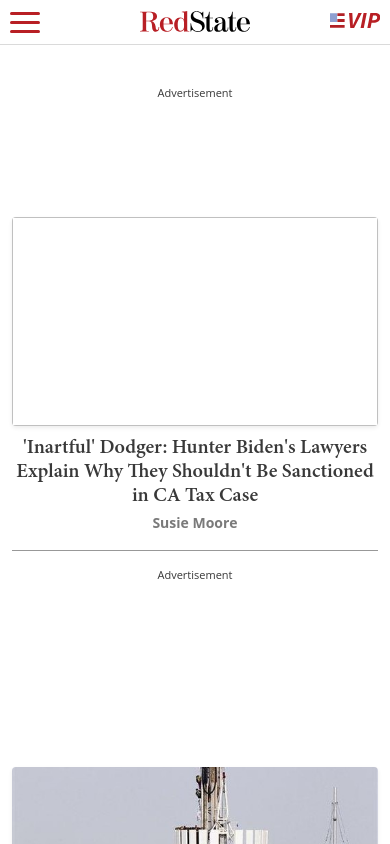 RedState
VIP
Advertisement
'Inartful' Dodger: Hunter Biden's Lawyers
Explain Why They Shouldn't Be Sanctioned
in CA Tax Case
Susie Moore
Advertisement